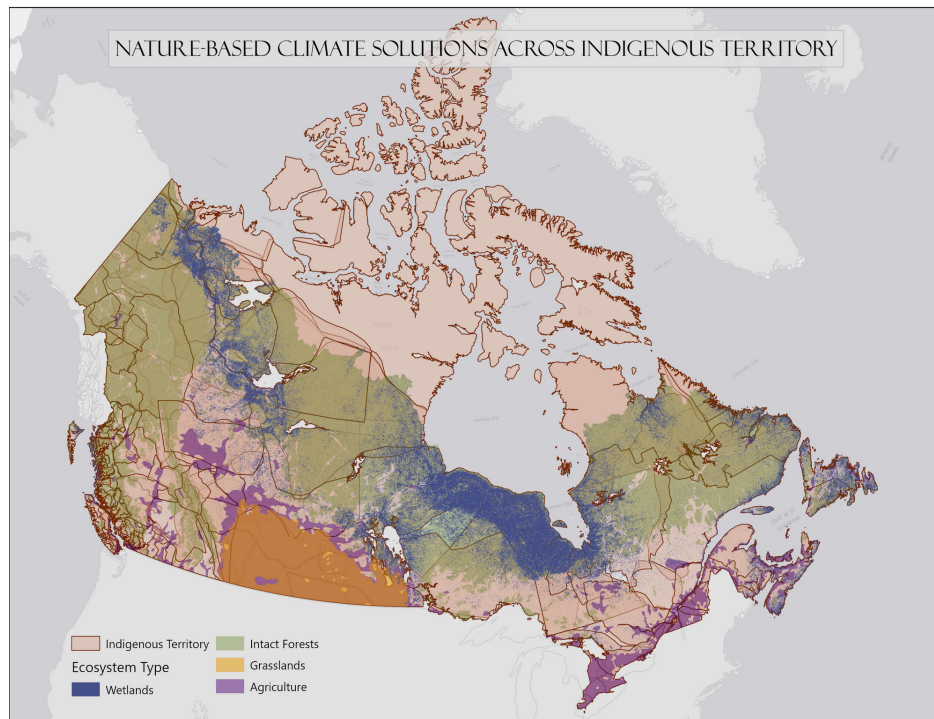 NATURE-BASED CLIMATE SOLUTIONS ACROSS INDIGENOUS TERRITORY
Indigenous Territory
Ecosystem Type
Wetlands
Intact Forests
Grasslands
Agriculture